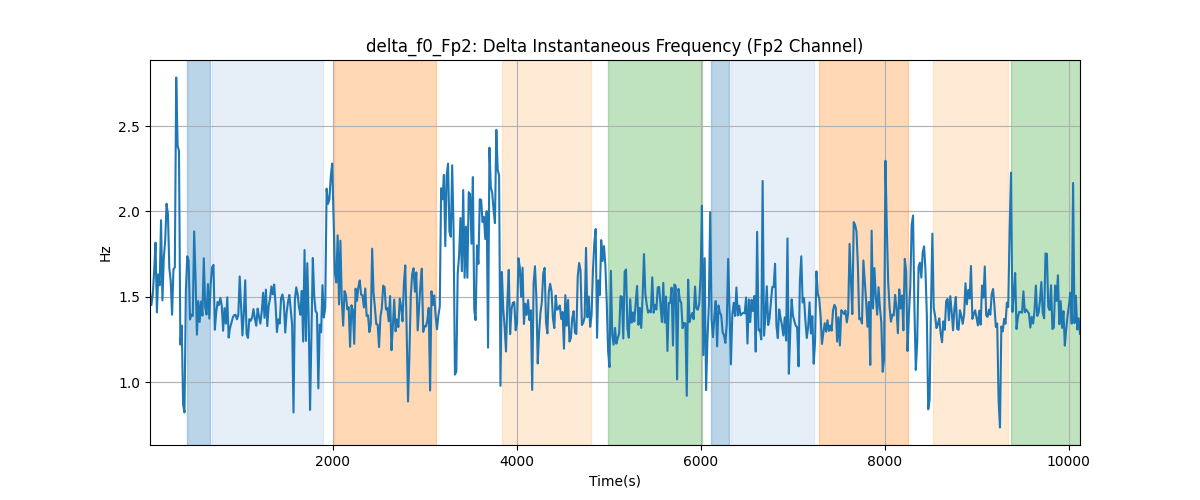 delta_f0_Fp2: Delta Instantaneous Frequency (Fp2 Channel)
2.5
2.0
1.5
1.0
Hz
2000 4000 6000 8000 10000
Time(s)